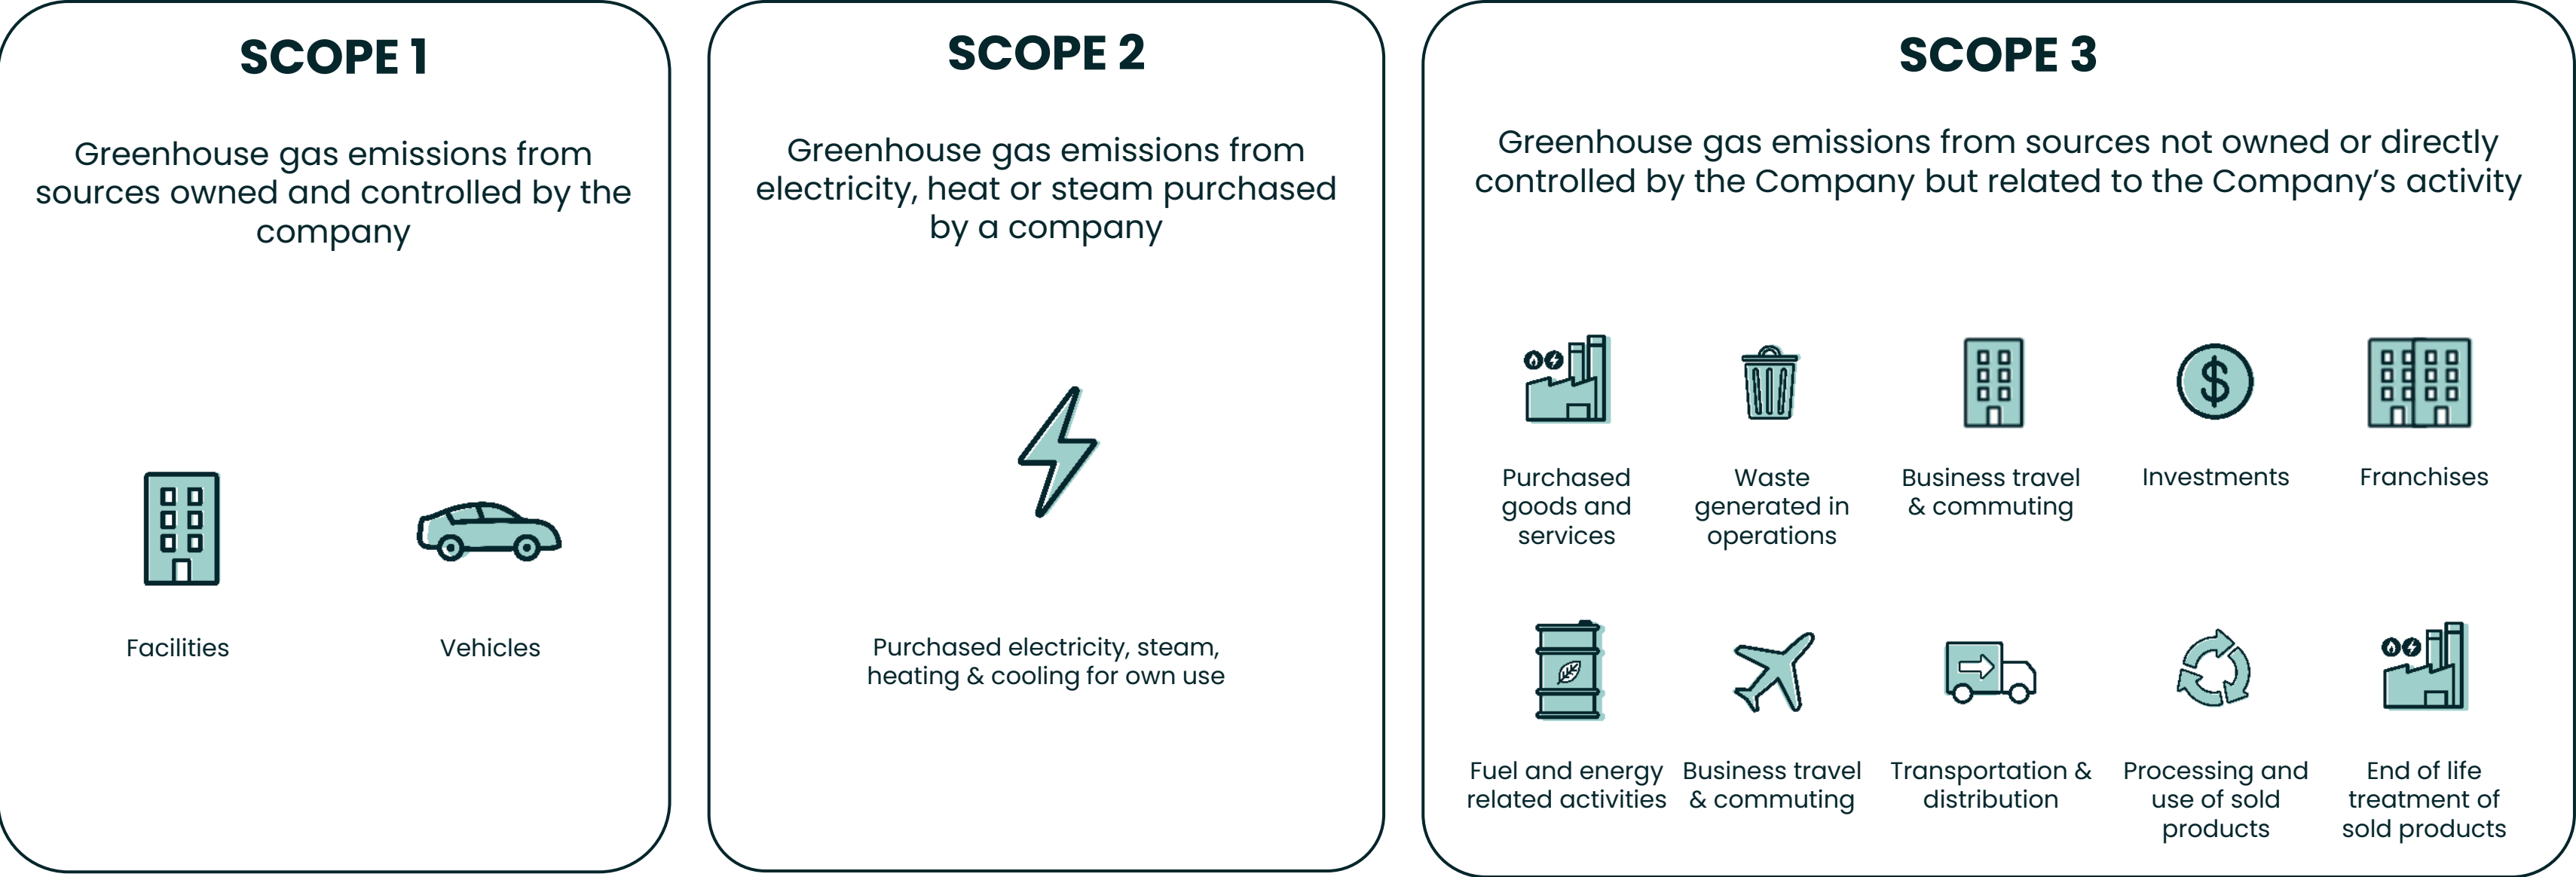 SCOPE 1
Greenhouse gas emissions from
sources owned and controlled by the
company
Facilities
Vehicles
SCOPE 2
Greenhouse gas emissions from
electricity, heat or steam purchased
by a company
Purchased electricity, steam,
heating & cooling for own use
SCOPE 3
Greenhouse gas emissions from sources not owned or directly
controlled by the Company but related to the Company’s activity
Purchased
goods and
services
Waste
generated in
operations
Business travel
& commuting
Investments
Franchises
Fuel and energy
related activities
Business travel
& commuting
Transportation &
distribution
Processing and
use of sold
products
End of life
treatment of
sold products